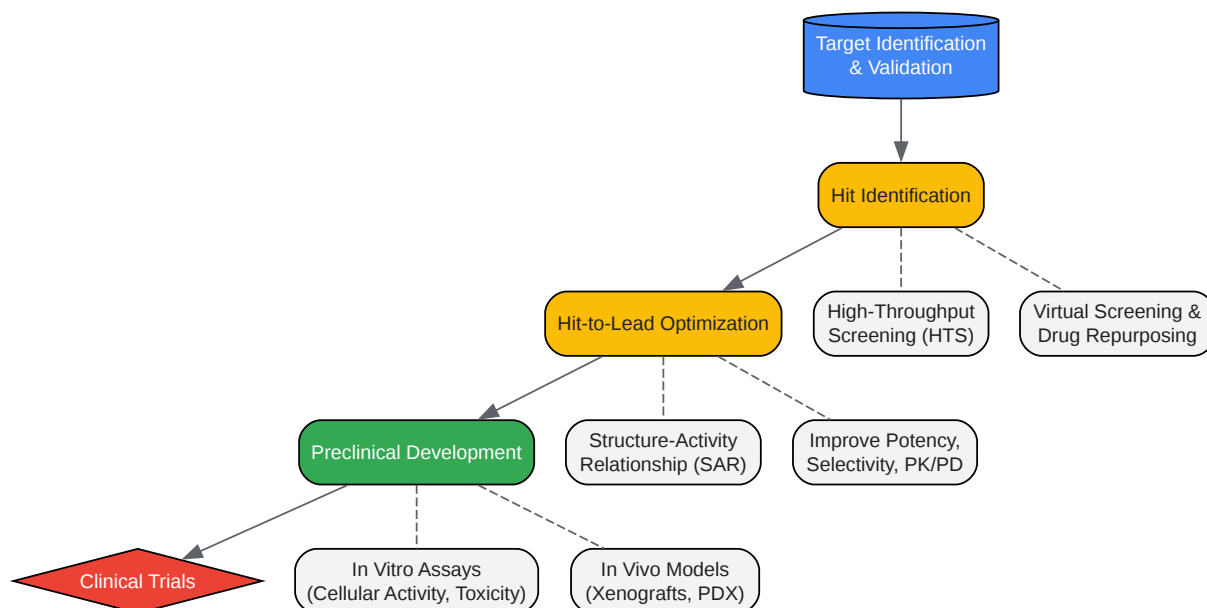 Target Identification
& Validation
Hit Identification
Hit-to-Lead Optimization
High-Throughput
Screening (HTS)
Virtual Screening &
Drug Repurposing
Preclinical Development
Structure-Activity
Relationship (SAR)
Improve Potency,
Selectivity, PK/PD
Clinical Trials
In Vitro Assays
(Cellular Activity, Toxicity)
In Vivo Models
(Xenografts, PDX)